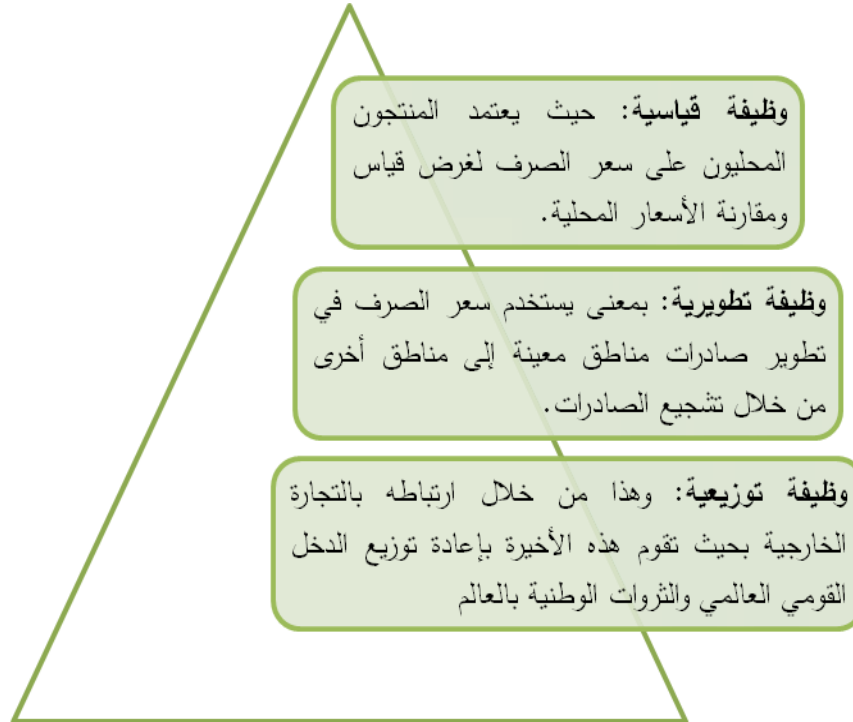 وظيفة قياسية: حيث يعتمد المنتجون
المحليون على سعر الصرف لغرض قياس
ومقارنة الأسعار المحلية.
وظيفة تطويرية: بمعنى يستخدم سعر الصرف في
تطوير صادرات مناطق معينة إلى مناطق أخرى
من خلال تشجيع الصادرات.
وظيفة توزيعية: وهذا من خلال ارتباطه بالتجارة
الخارجية بحيث تقوم هذه الأخيرة بإعادة توزيع الدخل
القومي العالمي والثروات الوطنية بالعالم